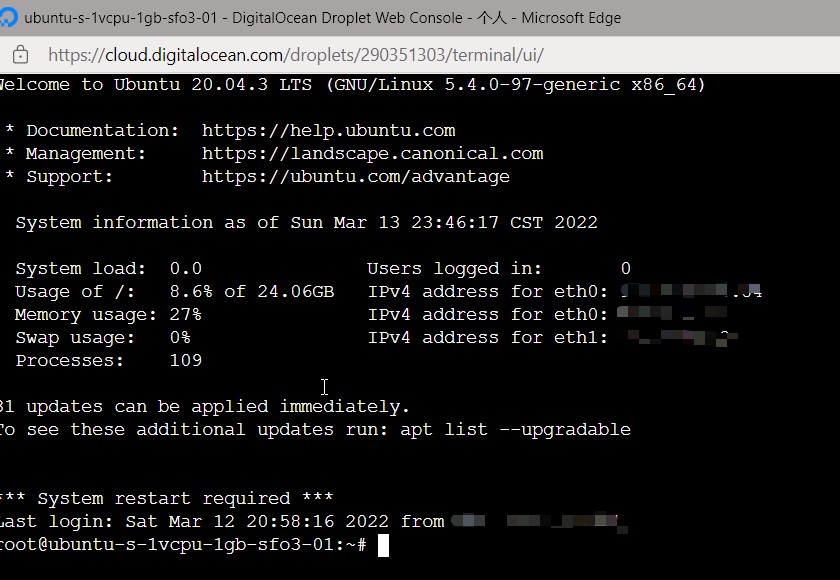 ubuntu-s-1vcpu-1gb-sfo3-01 - DigitalOcean Droplet Web Console - 个人 - Microsoft Edge
https://cloud.digitalocean.com/droplets/290351303/terminal/ui/
Welcome to Ubuntu 20.04.3 LTS (GNU/Linux 5.4.0-97-generic x86_64)
* Documentation: https://help.ubuntu.com
* Management: https://landscape.canonical.com
* Support: https://ubuntu.com/advantage
System information as of Sun Mar 13 23:46:17 CST 2022
System load: 0.0 Users logged in: 0
Usage of /: 8.6% of 24.06GB IPv4 address for eth0:
Memory usage: 27% IPv4 address for eth0:
Swap usage: 0% IPv4 address for eth1:
Processes: 109
updates can be applied immediately.
To see these additional updates run: apt list --upgradable
*** System restart required ***
Last login: Sat Mar 12 20:58:16 2022 from
root@ubuntu-s-1vcpu-1gb-sfo3-01:~#